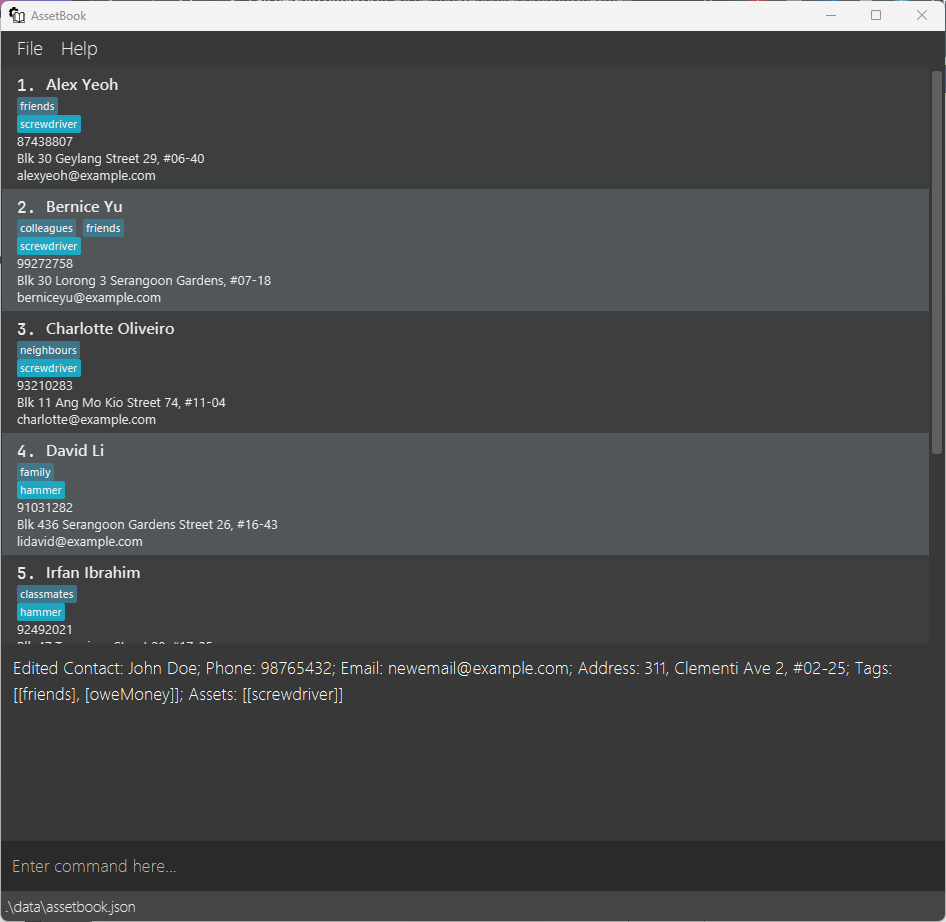 AssetBook
File Help
1. Alex Yeoh
friends
screwdriver
87438807
Blk 30 Geylang Street 29, #06-40
alexyeoh@example.com
2. Bernice Yu
colleagues friends
screwdriver
99272758
Blk 30 Lorong 3 Serangoon Gardens, #07-18
berniceyu@example.com
3. Charlotte Oliveiro
neighbours
screwdriver
93210283
Blk 11 Ang Mo Kio Street 74, #11-04
charlotte@example.com
4. David Li
family
hammer
91031282
Blk 436 Serangoon Gardens Street 26, #16-43
lidavid@example.com
5. Irfan Ibrahim
classmates
hammer
92492021
Edited Contact: John Doe; Phone: 98765432; Email: newemail@example.com; Address: 311, Clementi Ave 2, #02-25; Tags:
[[friends], [oweMoney]]; Assets: [[screwdriver]]
Enter command here...
.\data\assetbook.json